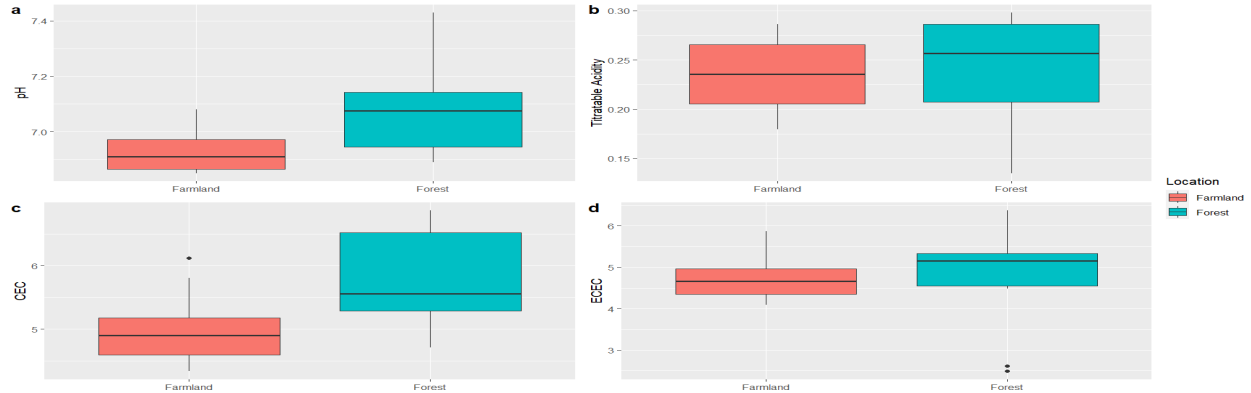 a
7.4
7.2
7.0
pH
Farmland Forest
b
0.30
0.25
0.20
0.15
Titratable Acidity
Farmland Forest
c
6
5
CEC
Farmland Forest
d
6
5
4
3
ECEC
Farmland Forest
Location
Farmland
Forest